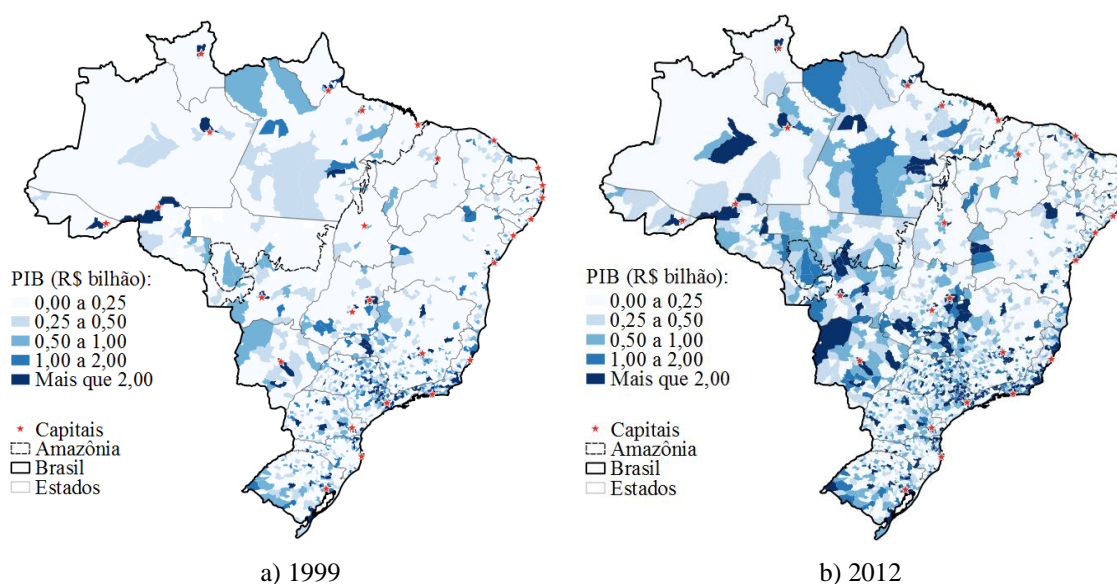 PIB (R$ bilhão):
0,00 a 0,25
0,25 a 0,50
0,50 a 1,00
1,00 a 2,00
Mais que 2,00
Capitais
Amazônia
Brasil
Estados
a) 1999
PIB (R$ bilhão):
0,00 a 0,25
0,25 a 0,50
0,50 a 1,00
1,00 a 2,00
Mais que 2,00
Capitais
Amazônia
Brasil
Estados
b) 2012